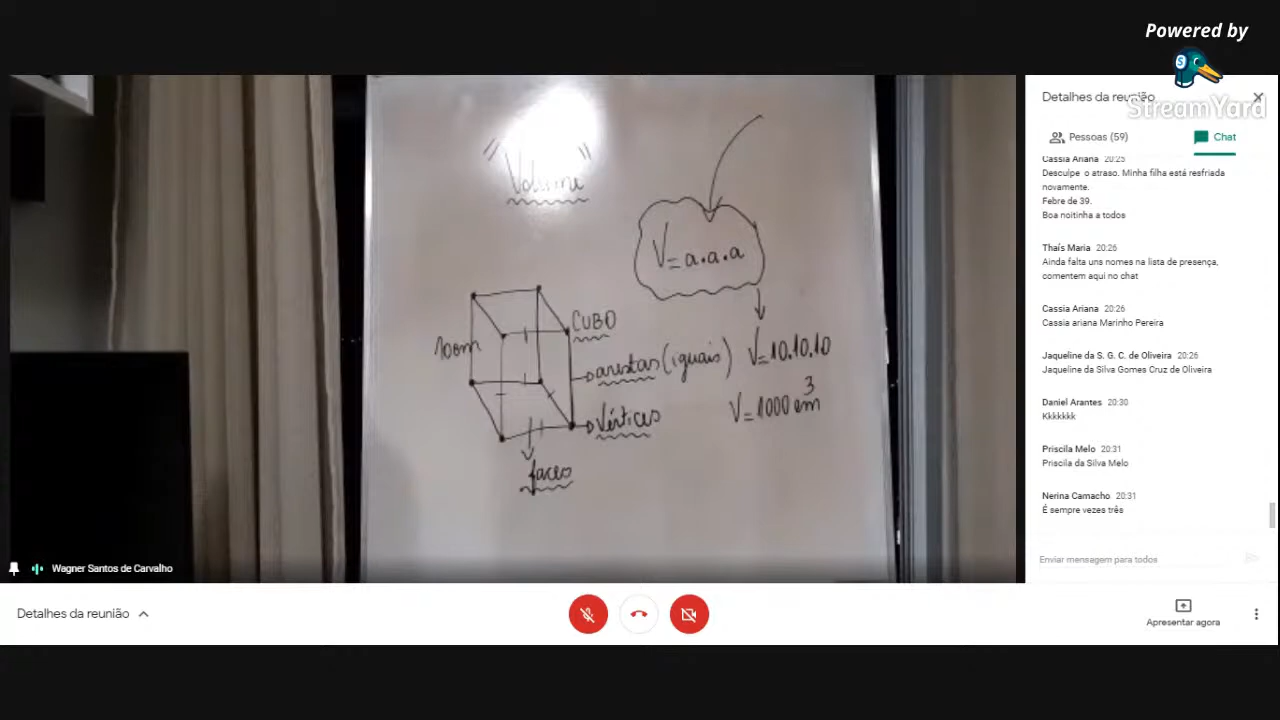 Powered by
StreamYard
Detalhes da reunião
Pessoas (59)
Chat
Cassia Ariana 20:25
Desculpe o atraso. Minha filha está resfriada
novamente.
Febre de 39.
Boa noitinha a todos
Thaís Maria 20:26
Ainda falta uns nomes na lista de presença,
comentem aqui no chat
Cassia Ariana 20:26
Cassia ariana Marinho Pereira
Jaqueline da S. G. C. de Oliveira 20:26
Jaqueline da Silva Gomes Cruz de Oliveira
Daniel Arantes 20:30
Kkkkkkk
Priscila Melo 20:31
Priscila da Silva Melo
Nerina Camacho 20:31
É sempre vezes três
Enviar mensagem para todos
"Volume"
V=a.a.a
CUBO
10cm
arestas (iguais)
V=10.10.10
V=1000 cm³
Vértices
faces
Wagner Santos de Carvalho
Detalhes da reunião
Apresentar agora